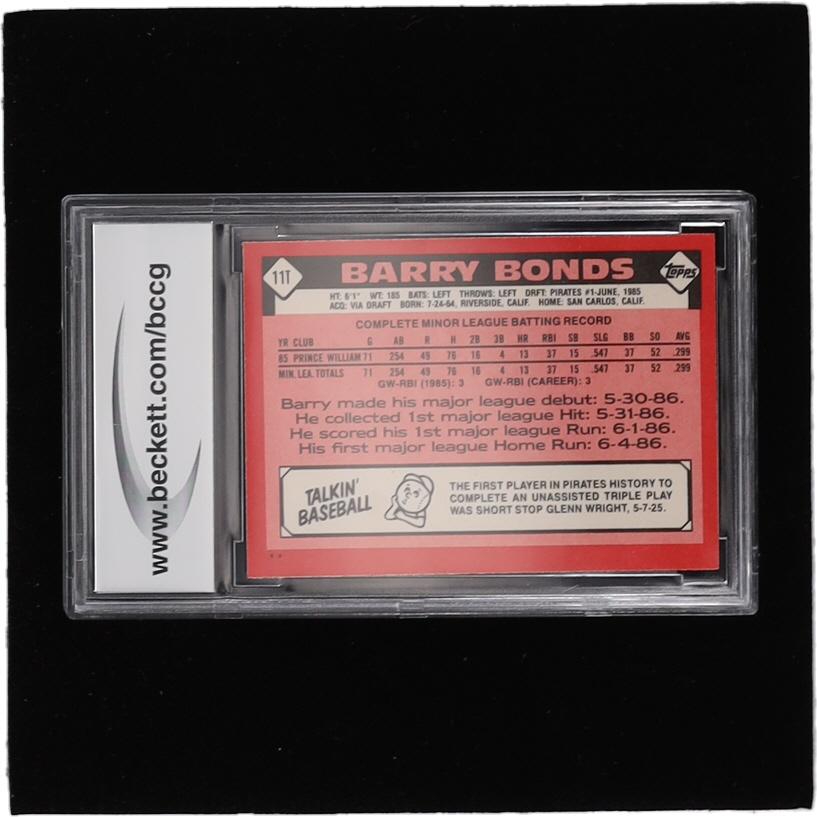 www.beckett.com/bccg
11T
BARRY BONDS
Topps
HT: 6'1" WT: 185 BATS: LEFT THROWS: LEFT DRFT: PIRATES #1-JUNE, 1985
ACQ: VIA DRAFT BORN: 7-24-64, RIVERSIDE, CALIF. HOME: SAN CARLOS, CALIF.
COMPLETE MINOR LEAGUE BATTING RECORD
YR CLUB G AB R H 2B 3B HR RBI SB SLG BB SO AVG
85 PRINCE WILLIAM 71 254 49 76 16 4 13 37 15 .547 37 52 .299
MIN. LEA. TOTALS 71 254 49 76 16 4 13 37 15 .547 37 52 .299
GW-RBI (1985): 3 GW-RBI (CAREER): 3
Barry made his major league debut: 5-30-86.
He collected 1st major league Hit: 5-31-86.
He scored his 1st major league Run: 6-1-86.
His first major league Home Run: 6-4-86.
TALKIN'
BASEBALL
THE FIRST PLAYER IN PIRATES HISTORY TO
COMPLETE AN UNASSISTED TRIPLE PLAY
WAS SHORT STOP GLENN WRIGHT, 5-7-25.
* *